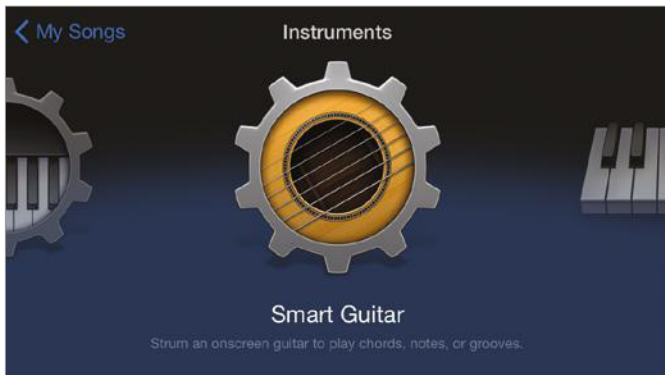 My Songs
Instruments
Smart Guitar
Strum an onscreen guitar to play chords, notes, or grooves.